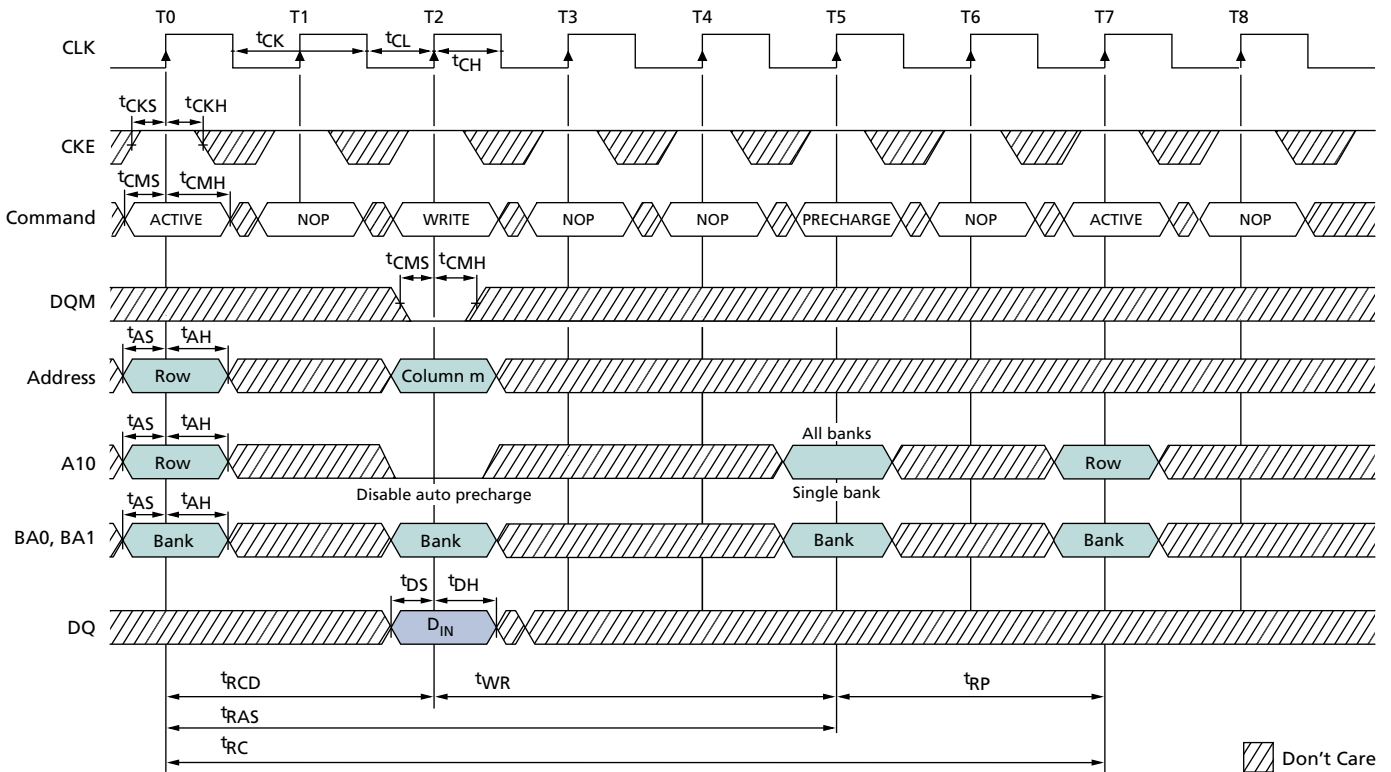 T0 T1 T2 T3 T4 T5 T6 T7 T8
CLK
tCK tCL
tCH
tCKS tCKH
CKE
tCMS tCMH
Command ACTIVE NOP WRITE NOP NOP PRECHARGE NOP ACTIVE NOP
tCMS tCMH
DQM
tAS tAH
Address Row Column m
tAS tAH All banks
A10 Row Row
Disable auto precharge Single bank
tAS tAH
BA0, BA1 Bank Bank Bank Bank
tDS tDH
DQ DIN
tRCD tWR tRP
tRAS
tRC
Don't Care